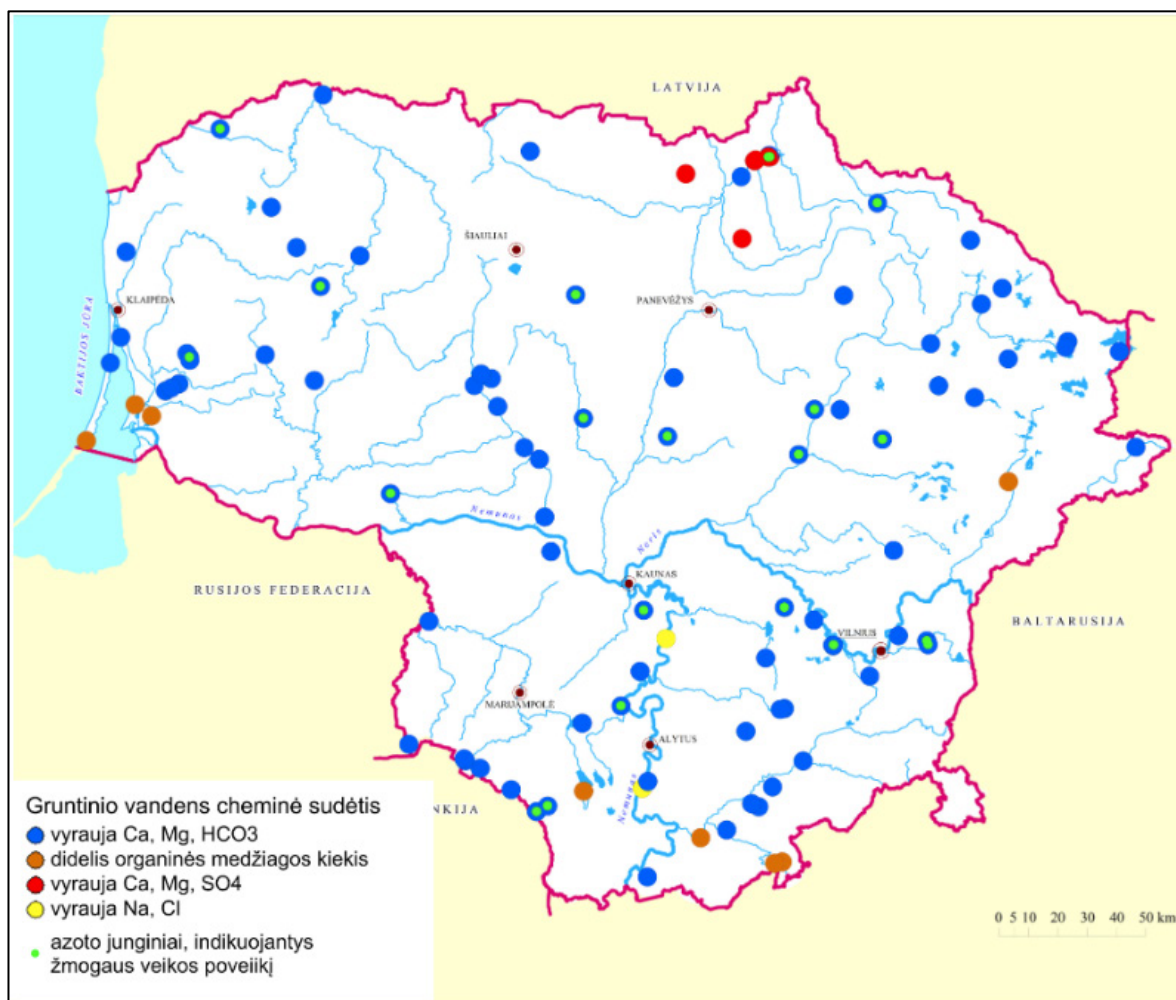 LATVIJA
ŠIAULIAI
KLAIPĖDA
PANEVĖŽYS
BALTIJOS JŪRA
Nemunas
Neris
KAUNAS
RUSIJOS FEDERACIJA
BALTARUSIJA
VILNIUS
MARIJAMPOLĖ
ALYTUS
Nemunas
NKIJA
Gruntinio vandens cheminė sudėtis
vyrauja Ca, Mg, HCO3
didelis organinės medžiagos kiekis
vyrauja Ca, Mg, SO4
vyrauja Na, Cl
azoto junginiai, indikuojantys
žmogaus veikos poveiikį
0 5 10 20 30 40 50 km